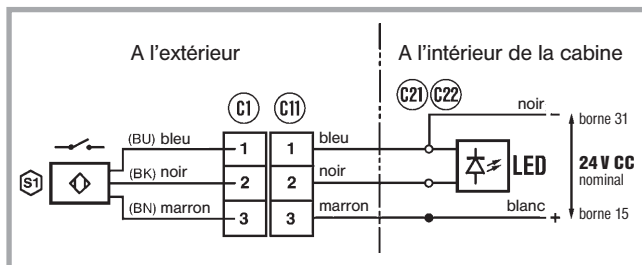 A l'extérieur
A l'intérieur de la cabine
C1
C11
C21
C22
noir
borne 31
(BU) bleu
1
1
bleu
S1
(BK) noir
2
2
noir
LED
24 V CC
nominal
(BN) marron
3
3
marron
blanc
+
borne 15